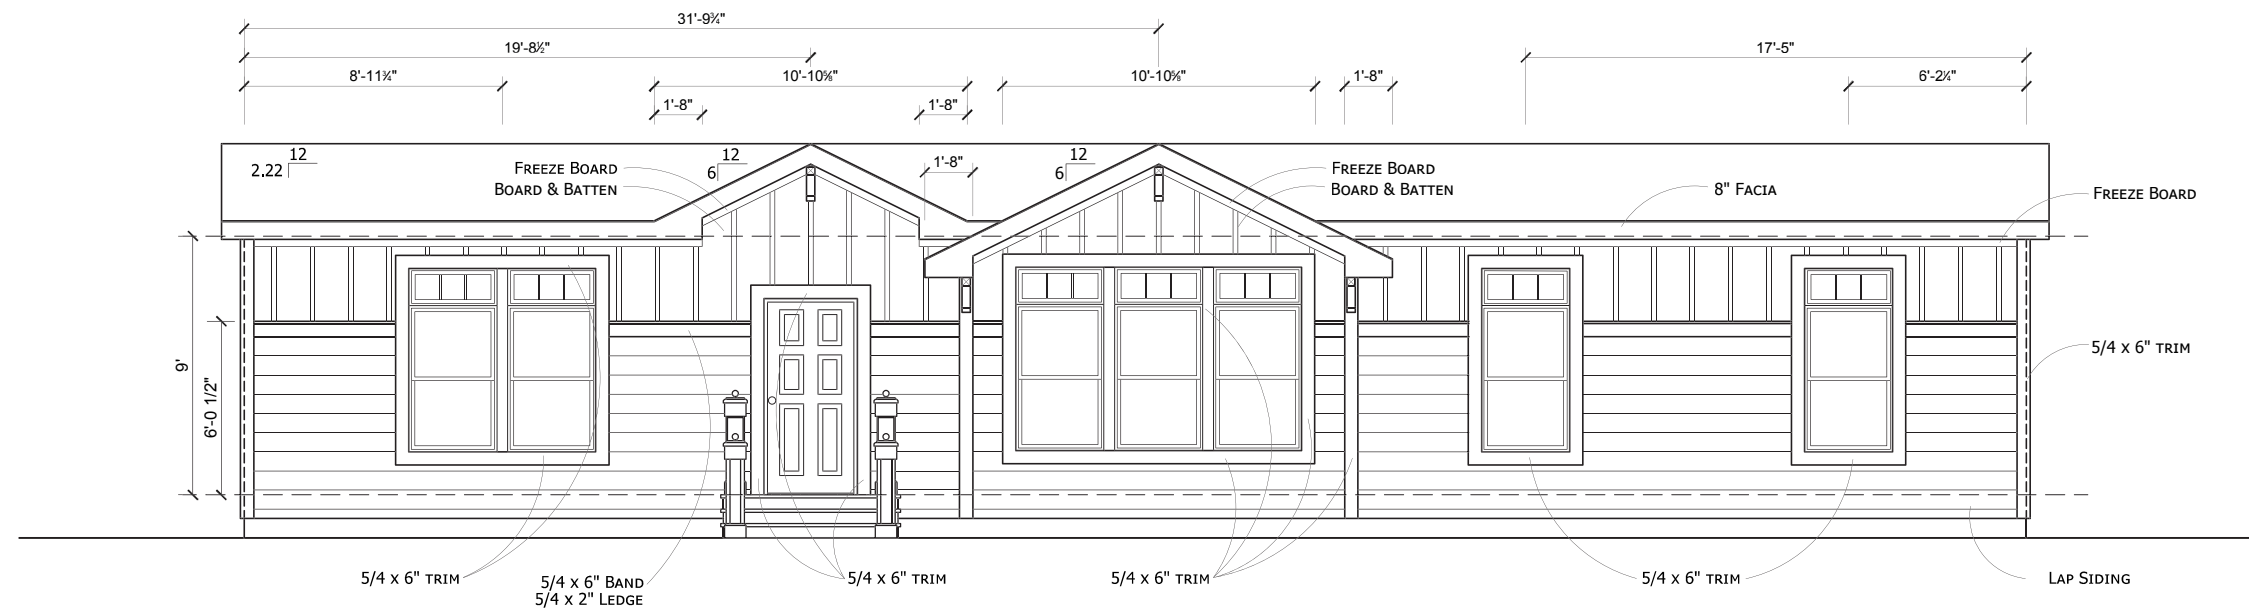 31'-9¾"
19'-8½"
17'-5"
8'-11¾"
10'-10⅝"
10'-10⅝"
1'-8"
6'-2¼"
1'-8"
1'-8"
12
2.22
Freeze Board
Board & Batten
12
6
1'-8"
12
6
Freeze Board
Board & Batten
8" Facia
Freeze Board
9'
6'-0 1/2"
5/4 x 6" trim
5/4 x 6" trim
5/4 x 6" Band
5/4 x 2" Ledge
5/4 x 6" trim
5/4 x 6" trim
5/4 x 6" trim
Lap Siding